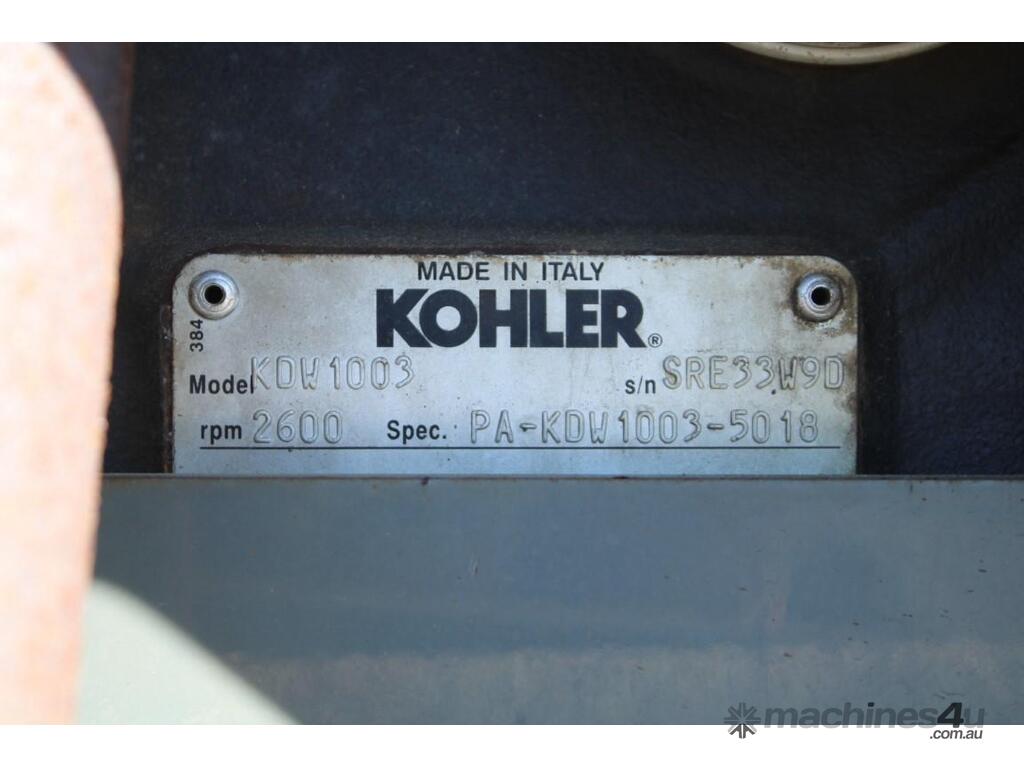 MADE IN ITALY
KOHLER®
384
Model KDW1003 s/n SRE33W9D
rpm 2600 Spec. PA-KDW1003-5018
machines4u
.com.au